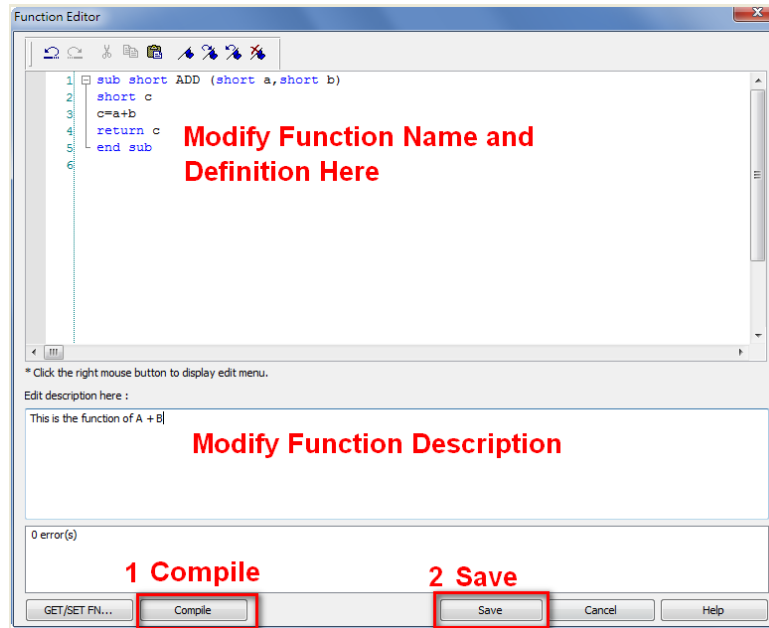 Function Editor
1 sub short ADD (short a,short b)
2 short c
3 c=a+b
4 return c
5 end sub
6
Modify Function Name and
Definition Here
* Click the right mouse button to display edit menu.
Edit description here :
This is the function of A + B
Modify Function Description
0 error(s)
1 Compile
2 Save
GET/SET FN...
Compile
Save
Cancel
Help